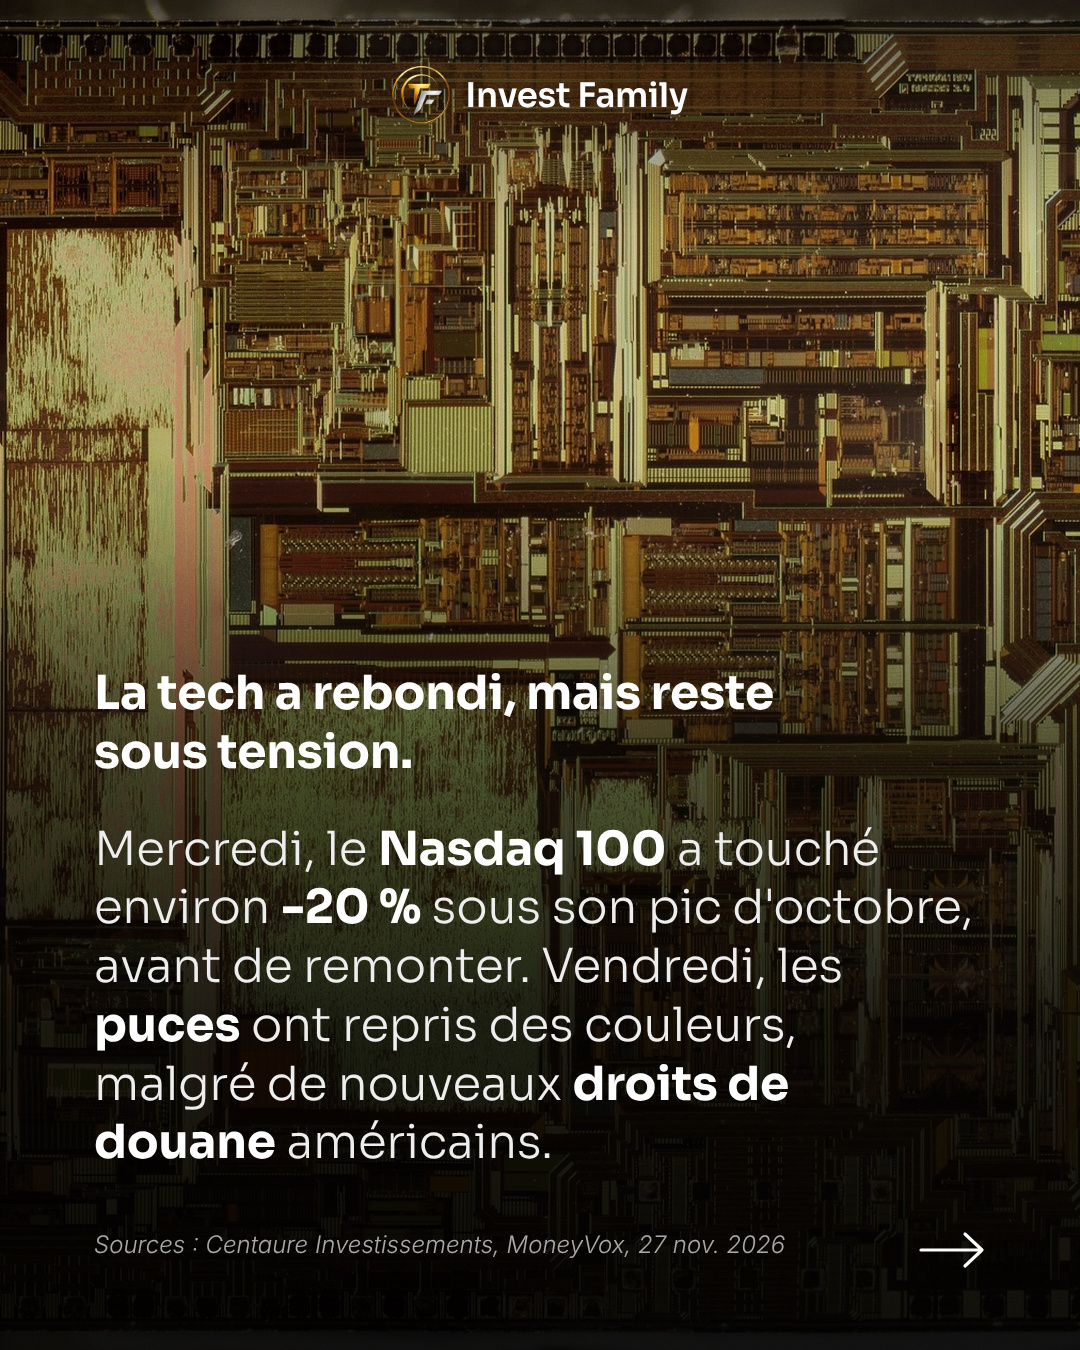 Invest Family
La tech a rebondi, mais reste
sous tension.
Mercredi, le Nasdaq 100 a touché
environ -20 % sous son pic d'octobre,
avant de remonter. Vendredi, les
puces ont repris des couleurs,
malgré de nouveaux droits de
douane américains.
Sources : Centaure Investissements, MoneyVox, 27 nov. 2026